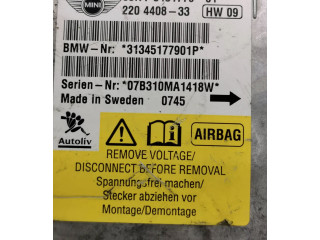 MINI
220 4408-33
HW 09
BMW-Nr: *31345177901P*
Serien-Nr: *07B310MA1418W*
Made in Sweden 0745
Autoliv
AIRBAG
REMOVE VOLTAGE/
DISCONNECT BEFORE REMOVAL
Spannungsfrei-machen/
Stecker abziehen vor
Montage/Demontage